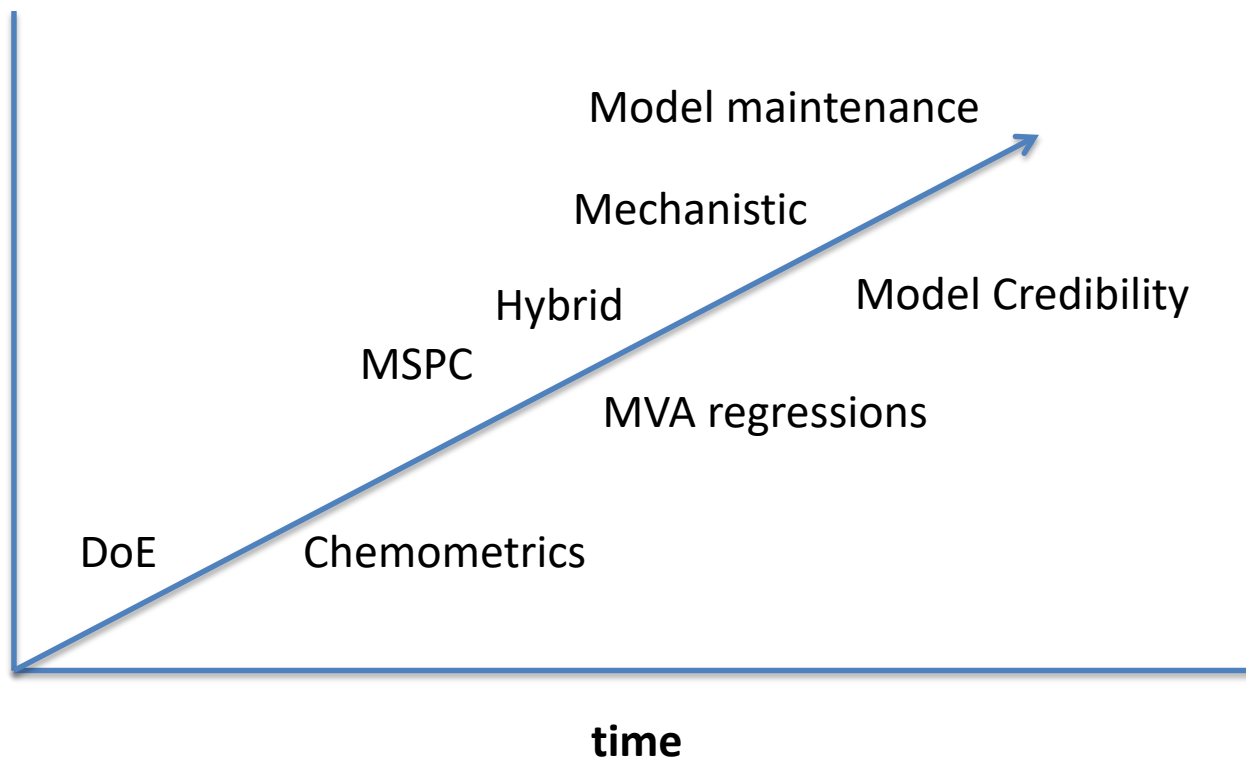 Model maintenance
Mechanistic
Model Credibility
Hybrid
MSPC
MVA regressions
DoE
Chemometrics
time